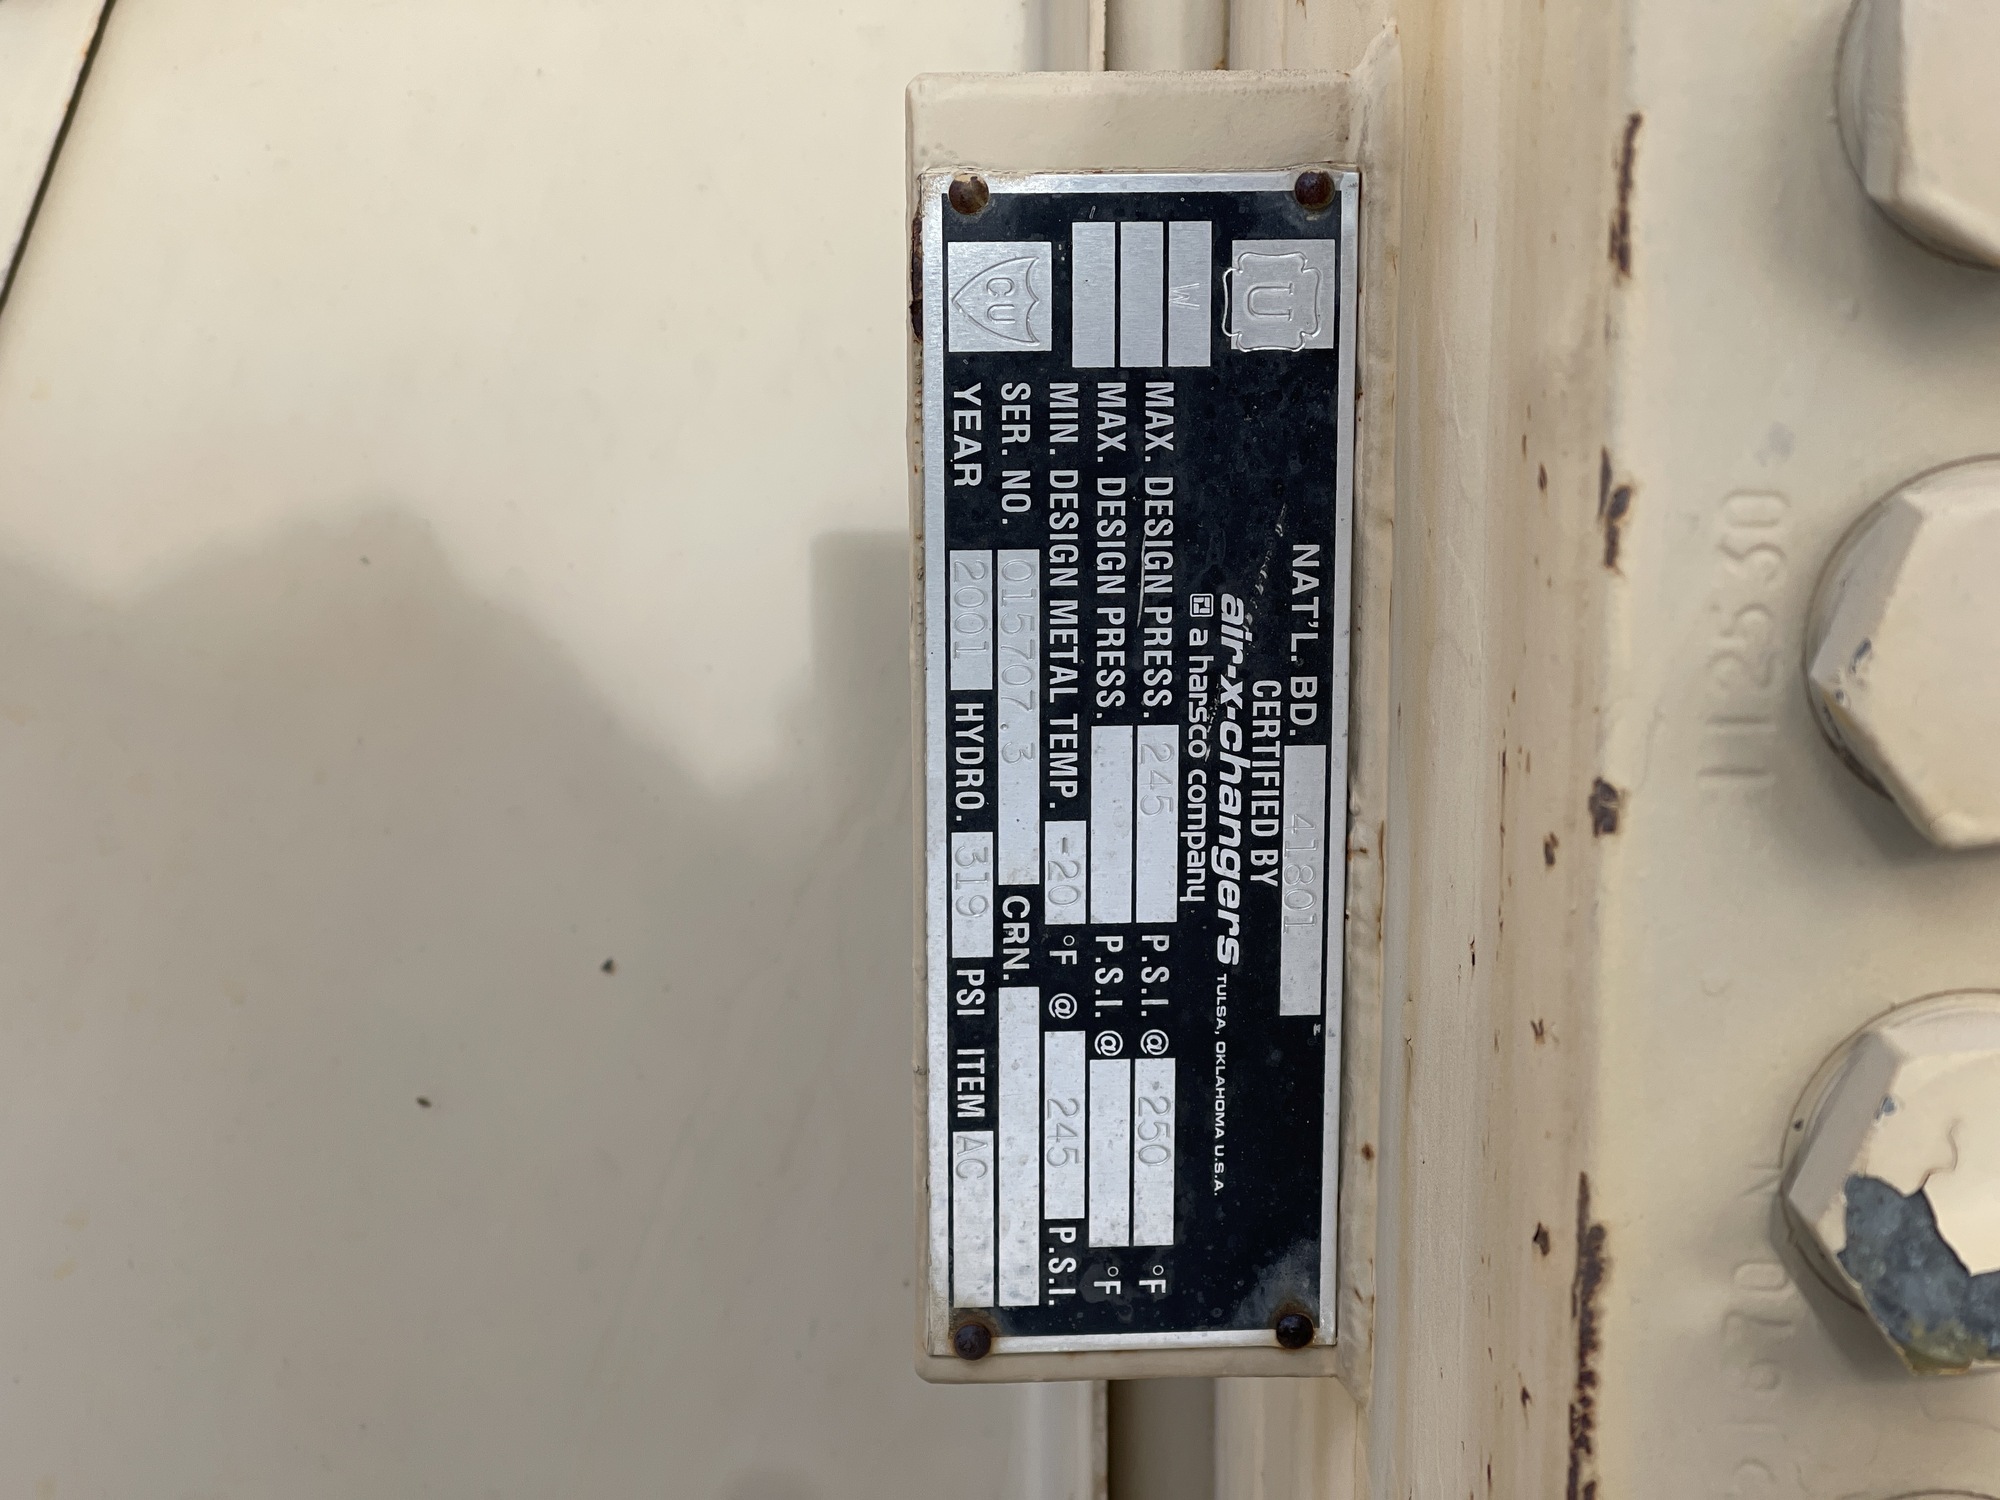 U
NAT'L. BD. 41801
CERTIFIED BY
air-x-changers TULSA, OKLAHOMA U.S.A.
a harsco company
W
MAX. DESIGN PRESS. 245 P.S.I. @ 250 °F
MAX. DESIGN PRESS. P.S.I. @ °F
MIN. DESIGN METAL TEMP. -20 °F @ 245 P.S.I.
SER. NO. 015707.3 CRN.
CU
YEAR 2001 HYDRO. 319 PSI ITEM AC